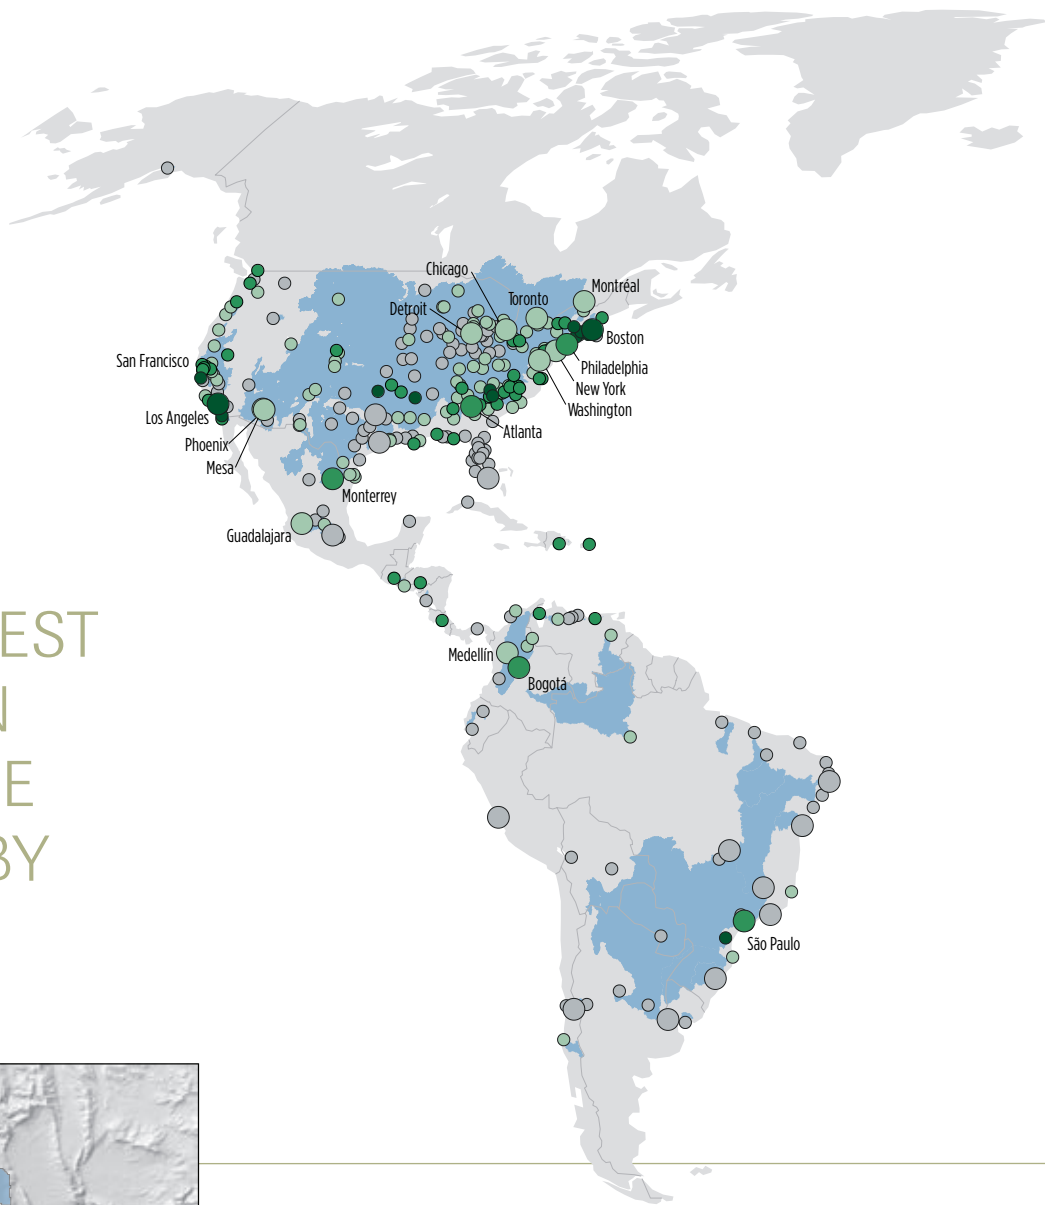 Chicago
Detroit
Toronto
Montréal
Boston
Philadelphia
New York
Washington
San Francisco
Los Angeles
Phoenix
Mesa
Atlanta
Monterrey
Guadalajara
EST
N
E
BY
Medellín
Bogotá
São Paulo